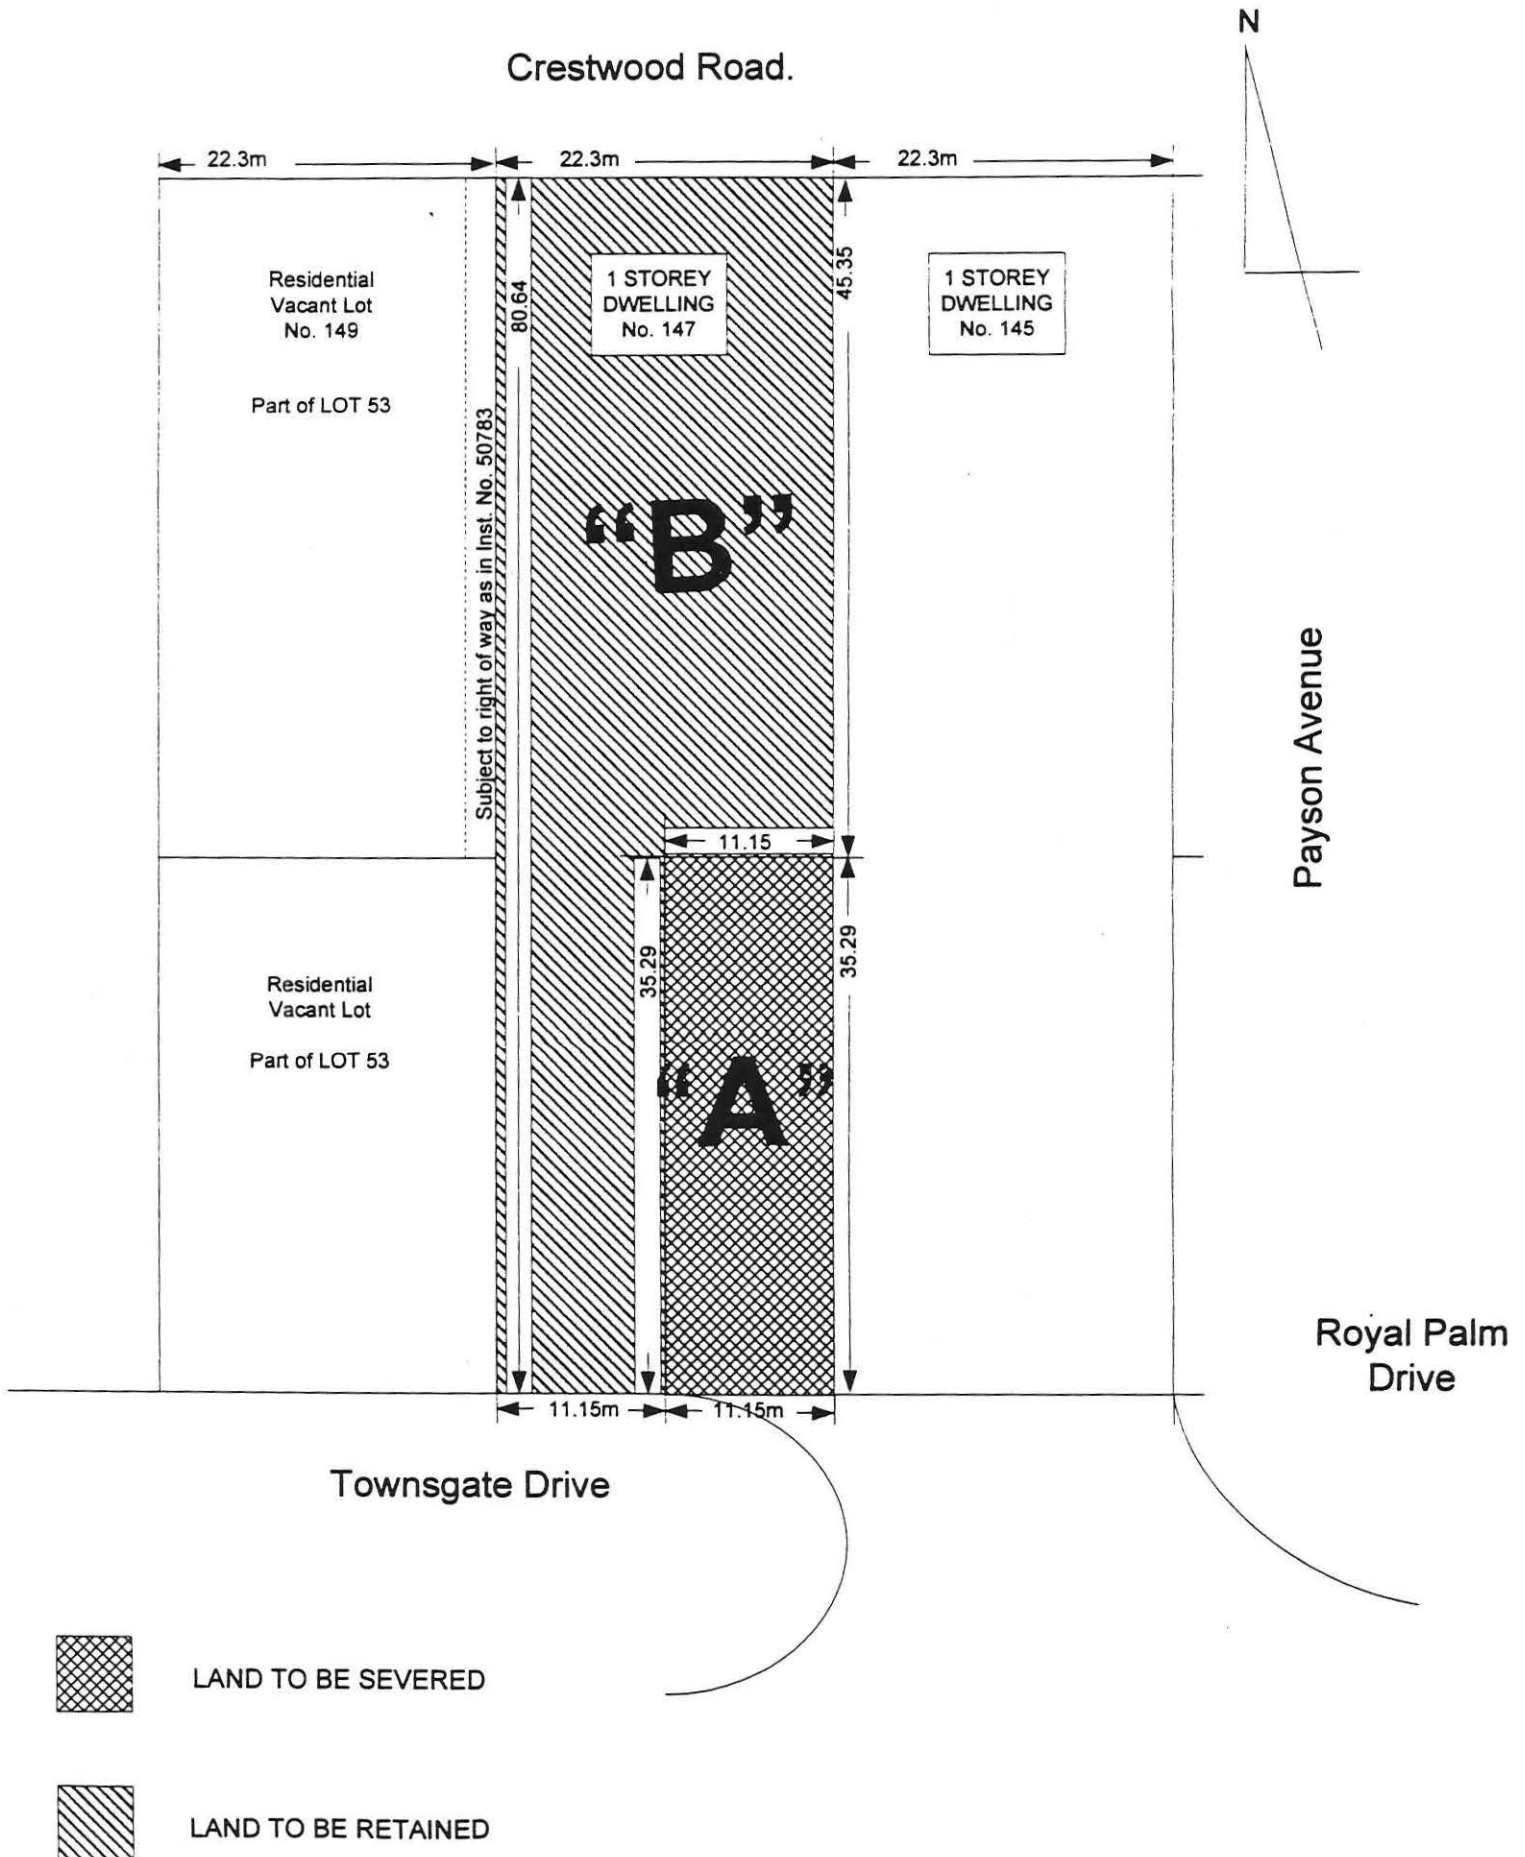 N
Crestwood Road.
22.3m
22.3m
22.3m
Residential
Vacant Lot
No. 149
Part of LOT 53
Subject to right of way as in Inst. No. 50783
80.64
1 STOREY
DWELLING
No. 147
45.35
1 STOREY
DWELLING
No. 145
“B”
Payson Avenue
11.15
35.29
35.29
Residential
Vacant Lot
Part of LOT 53
“A”
Royal Palm
Drive
11.15m
11.15m
Townsgate Drive
LAND TO BE SEVERED
LAND TO BE RETAINED